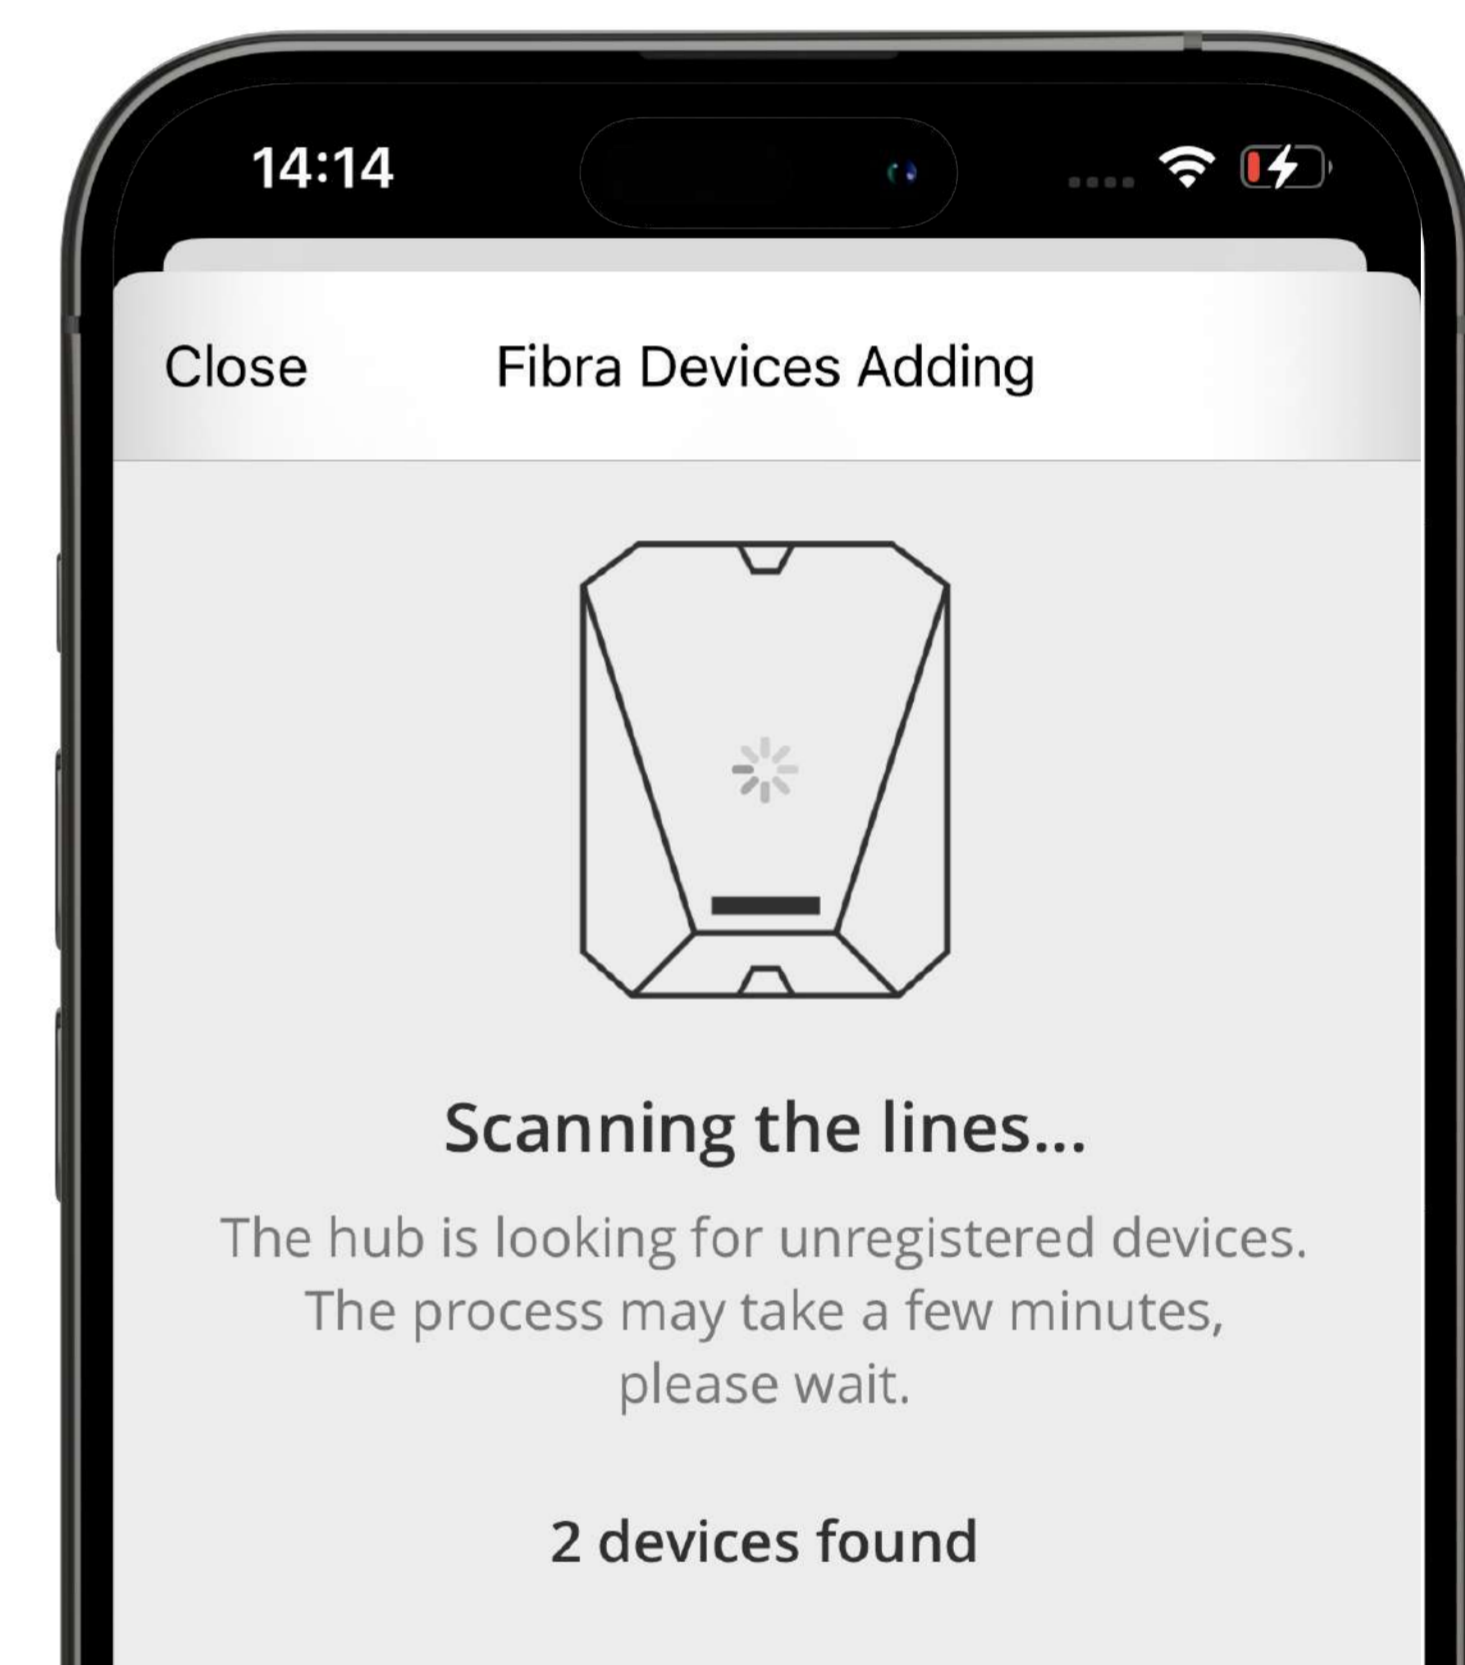 14:14
Close
Fibra Devices Adding
Scanning the lines...
The hub is looking for unregistered devices.
The process may take a few minutes,
please wait.
2 devices found